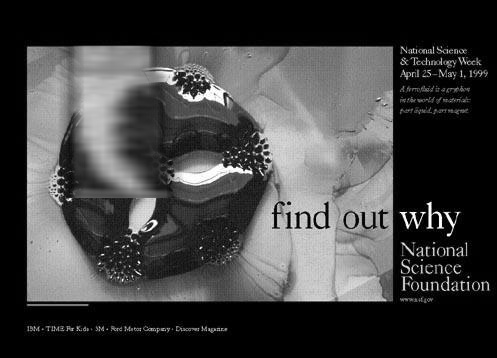 National Science
& Technology Week
April 25-May 1, 1999
A ferrofluid is a gryphon
in the world of materials:
part liquid, part magnet.
find out why
National
Science
Foundation
www.nsf.gov
IBM • TIME For Kids • 3M • Ford Motor Company • Discover Magazine